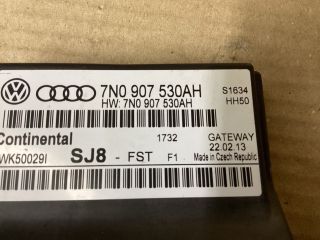 7N0 907 530AH
HW: 7N0 907 530AH
S1634
HH50
Continental
WK50029I
1732
SJ8 - FST F1
GATEWAY
22.02.13
Made in Czech Republic